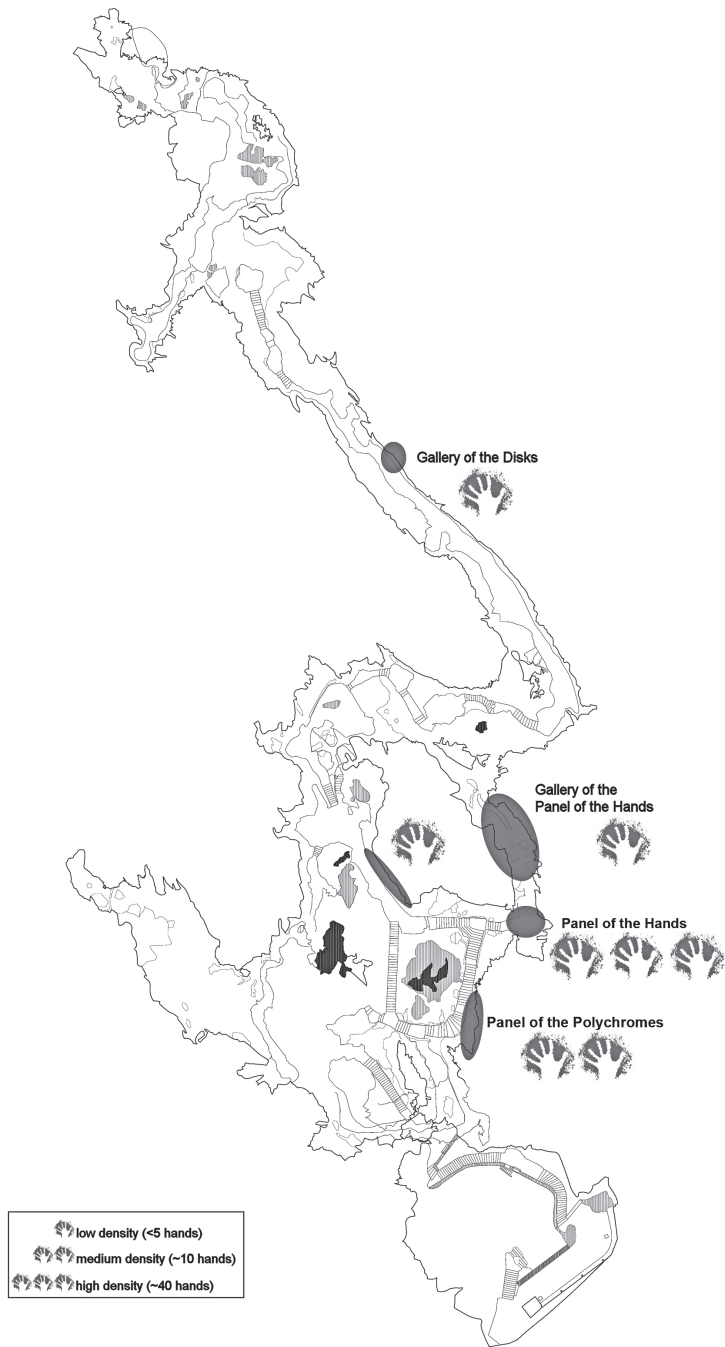 Gallery of the Disks
Gallery of the
Panel of the Hands
Panel of the Hands
Panel of the Polychromes
low density (<5 hands)
medium density (~10 hands)
high density (~40 hands)